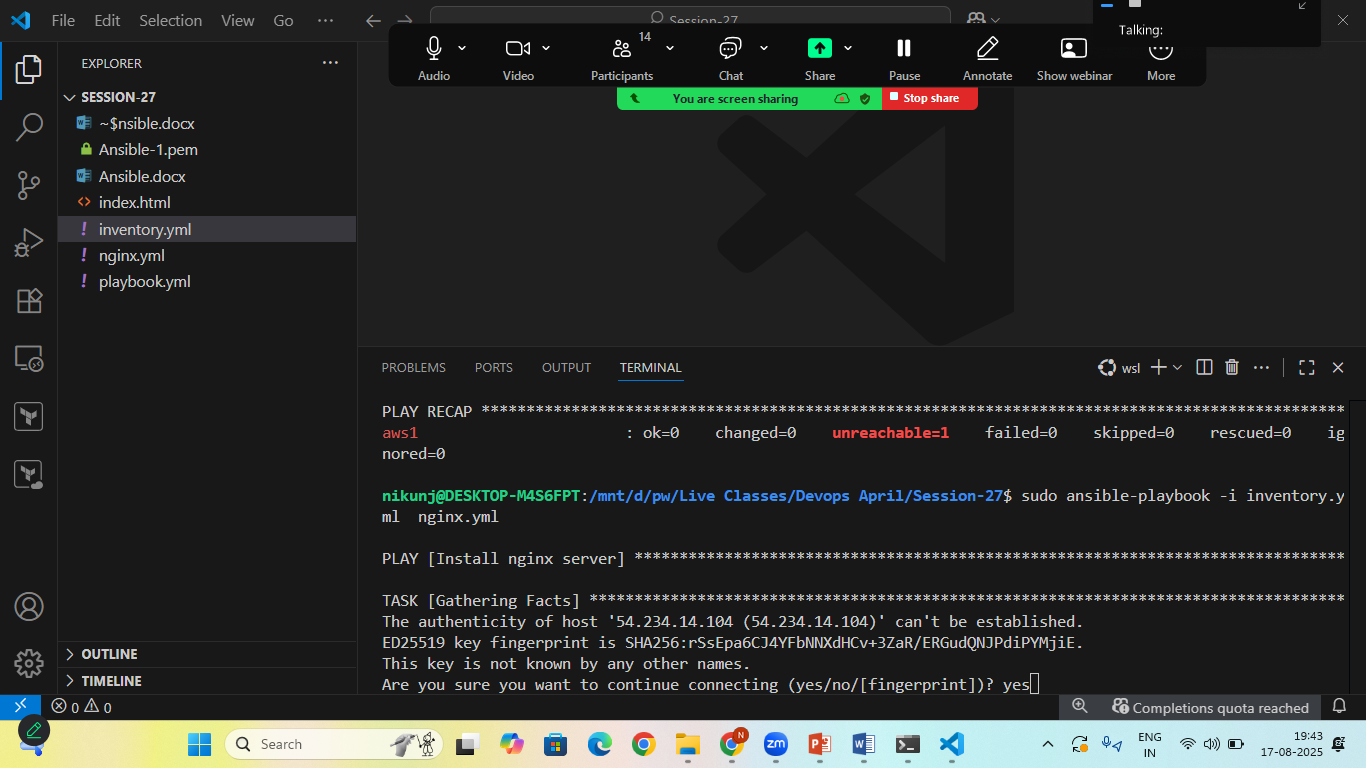 File Edit Selection View Go ...
Session-27
Talking:
Audio
Video
14
Participants
Chat
Share
Pause
Annotate
Show webinar
More
You are screen sharing
Stop share
EXPLORER
SESSION-27
~$nsible.docx
Ansible-1.pem
Ansible.docx
index.html
inventory.yml
nginx.yml
playbook.yml
OUTLINE
TIMELINE
PROBLEMS PORTS OUTPUT TERMINAL
wsl
PLAY RECAP ************************************************************************************************
aws1 : ok=0 changed=0 unreachable=1 failed=0 skipped=0 rescued=0 ig
nored=0
nikunj@DESKTOP-M4S6FPT:/mnt/d/pw/Live Classes/Devops April/Session-27$ sudo ansible-playbook -i inventory.y
ml nginx.yml
PLAY [Install nginx server] *******************************************************************************
TASK [Gathering Facts] ************************************************************************************
The authenticity of host '54.234.14.104 (54.234.14.104)' can't be established.
ED25519 key fingerprint is SHA256:rSsEpa6CJ4YFbNNXdHCv+3ZaR/ERGudQNJPdiPYMjiE.
This key is not known by any other names.
Are you sure you want to continue connecting (yes/no/[fingerprint])? yes
0 0
Completions quota reached
Search
N
zm
ENG
IN
19:43
17-08-2025